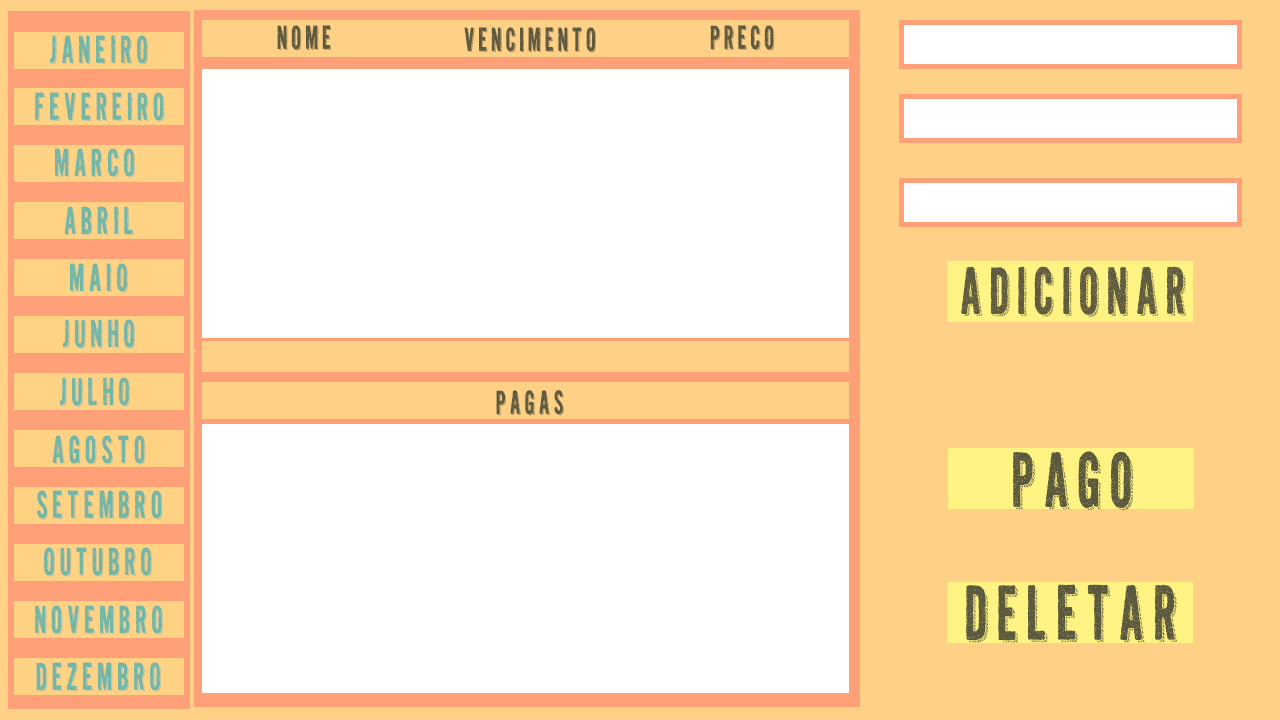 JANEIRO
FEVEREIRO
MARCO
ABRIL
MAIO
JUNHO
JULHO
AGOSTO
SETEMBRO
OUTUBRO
NOVEMBRO
DEZEMBRO
NOME VENCIMENTO PRECO
PAGAS
ADICIONAR
PAGO
DELETAR